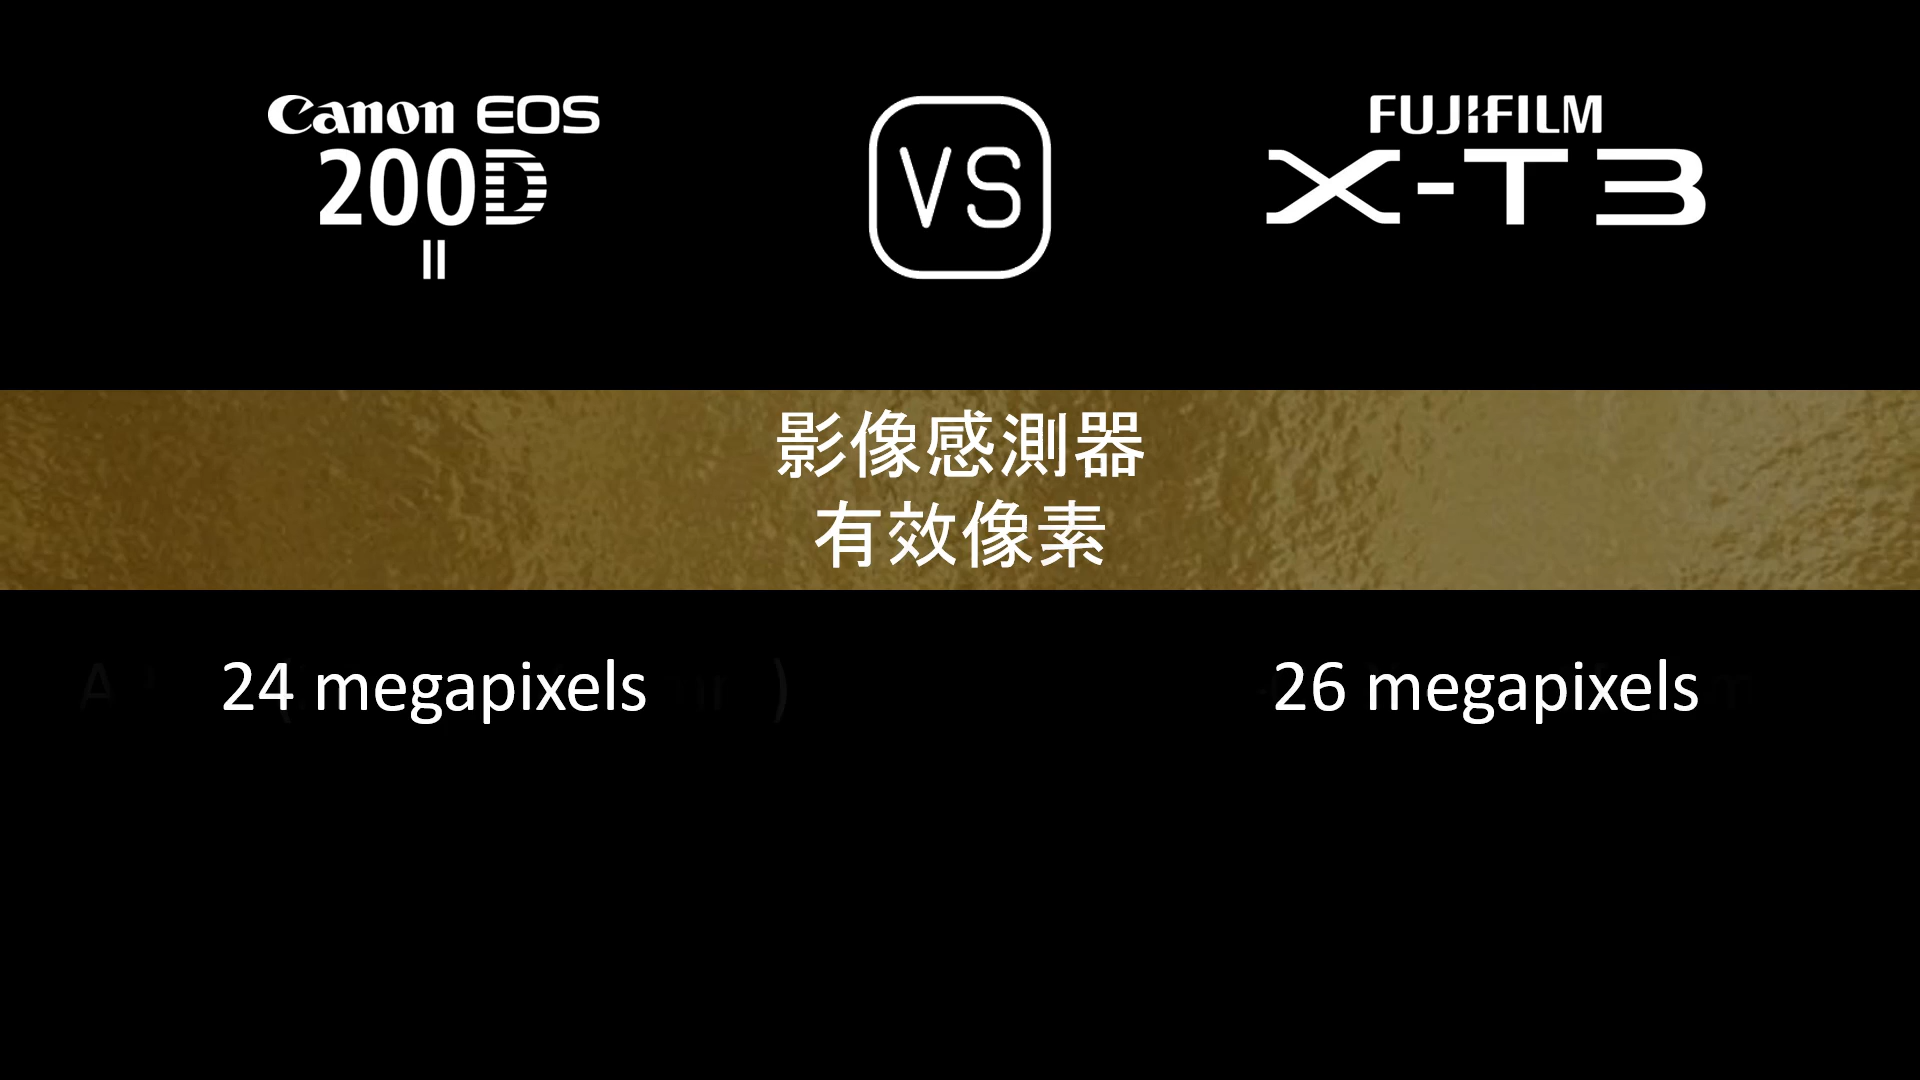 Canon EOS
200D
II
VS
FUJIFILM
X-T3
影像感測器
有效像素
24 megapixels
26 megapixels